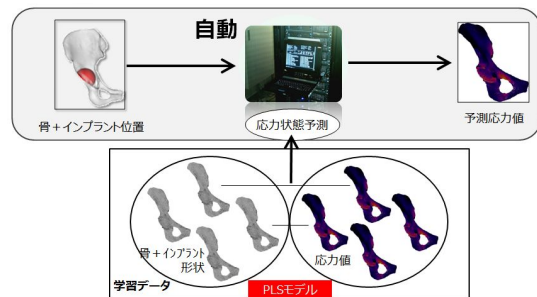 自動
骨＋インプラント位置
応力状態予測
予測応力値
骨＋インプラント
形状
応力値
学習データ
PLSモデル